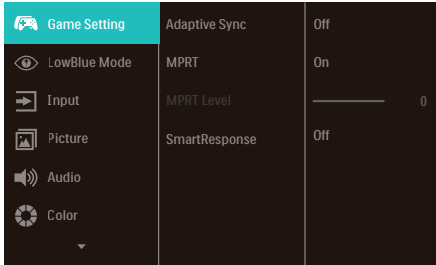 Game Setting Adaptive Sync Off
LowBlue Mode MPRT On
Input MPRT Level 0
Picture SmartResponse Off
Audio
Color